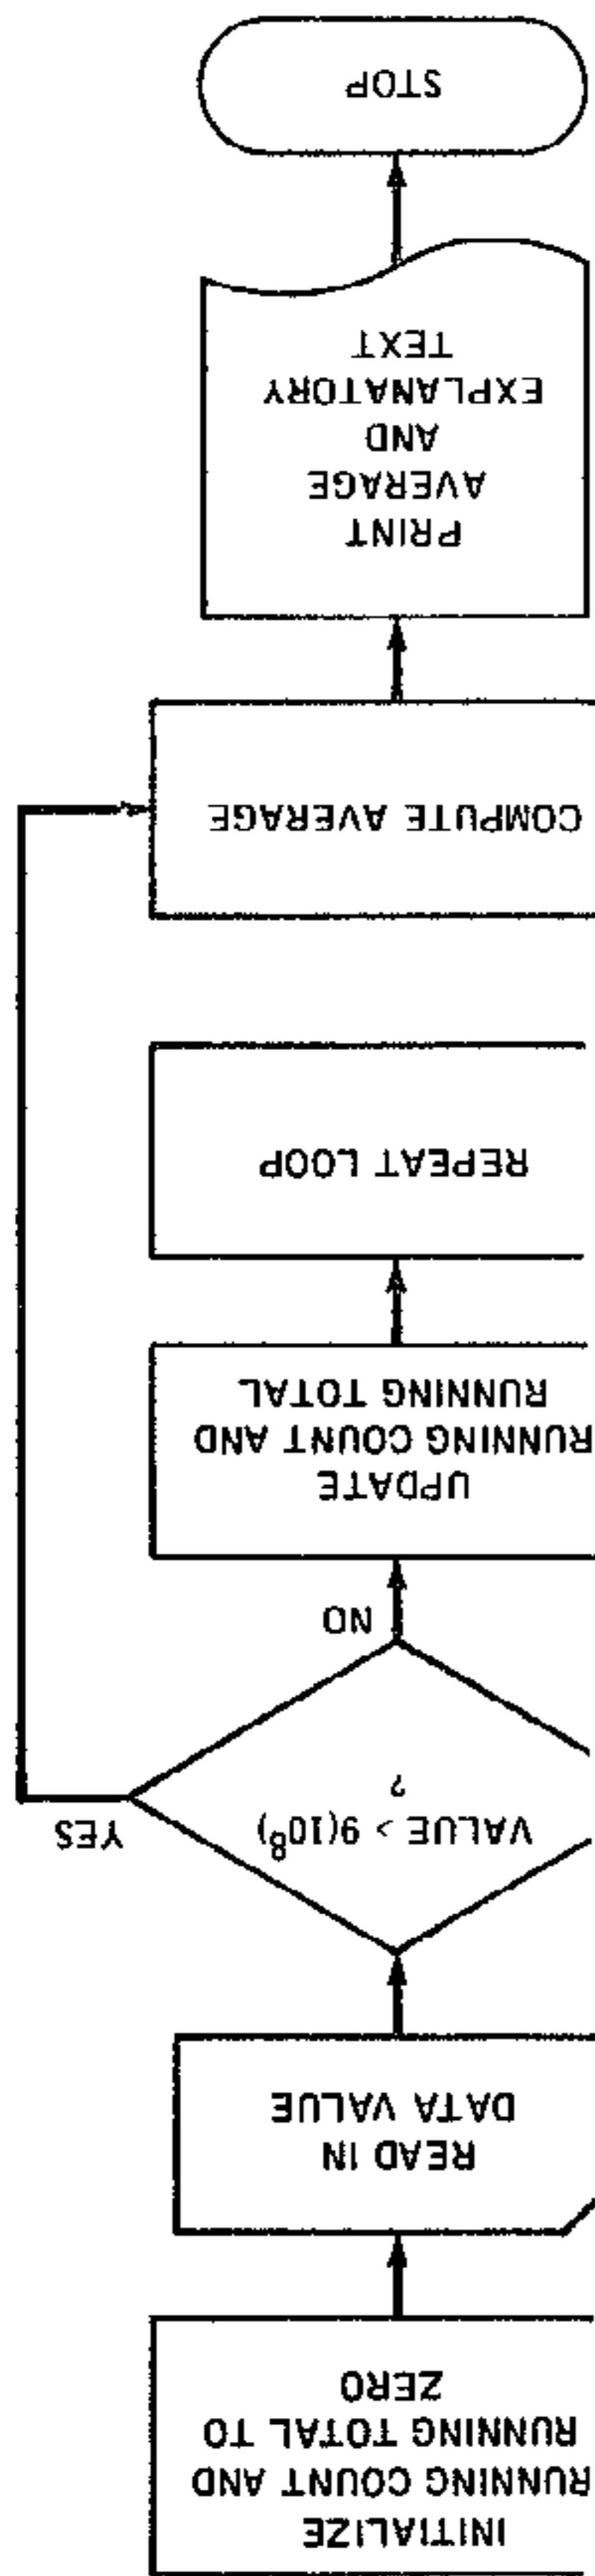 INITIALIZE
RUNNING COUNT AND
RUNNING TOTAL TO
ZERO
READ IN
DATA VALUE
VALUE > 9(10⁸)
?
YES
NO
UPDATE
RUNNING COUNT AND
RUNNING TOTAL
REPEAT LOOP
COMPUTE AVERAGE
PRINT
AVERAGE
AND
EXPLANATORY
TEXT
STOP